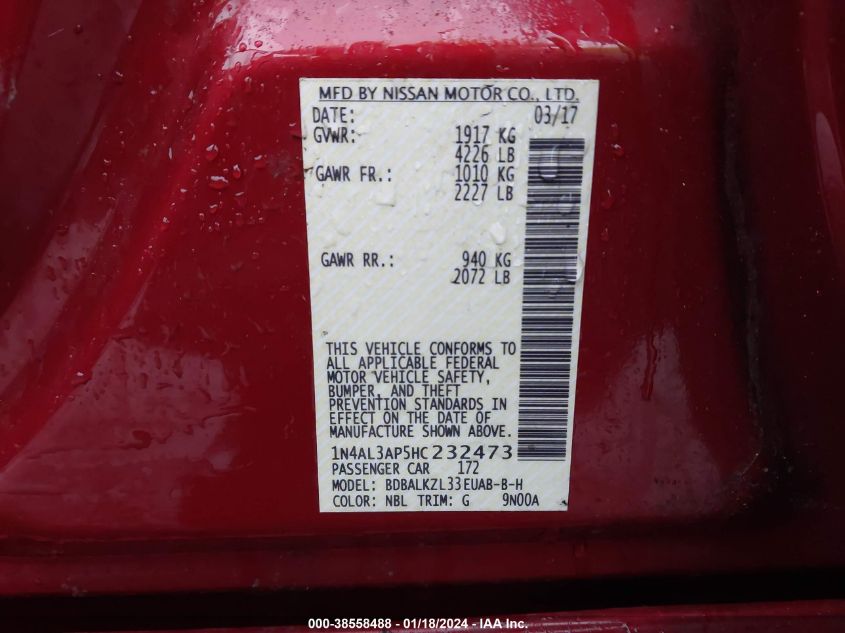 MFD BY NISSAN MOTOR CO., LTD.
DATE: 03/17
GVWR: 1917 KG
4226 LB
GAWR FR.: 1010 KG
2227 LB
GAWR RR.: 940 KG
2072 LB
THIS VEHICLE CONFORMS TO
ALL APPLICABLE FEDERAL
MOTOR VEHICLE SAFETY,
BUMPER, AND THEFT
PREVENTION STANDARDS IN
EFFECT ON THE DATE OF
MANUFACTURE SHOWN ABOVE.
1N4AL3AP5HC232473
PASSENGER CAR 172
MODEL: BDBALKZL33EUAB-B-H
COLOR: NBL TRIM: G 9N00A
000-38558488 - 01/18/2024 - IAA Inc.